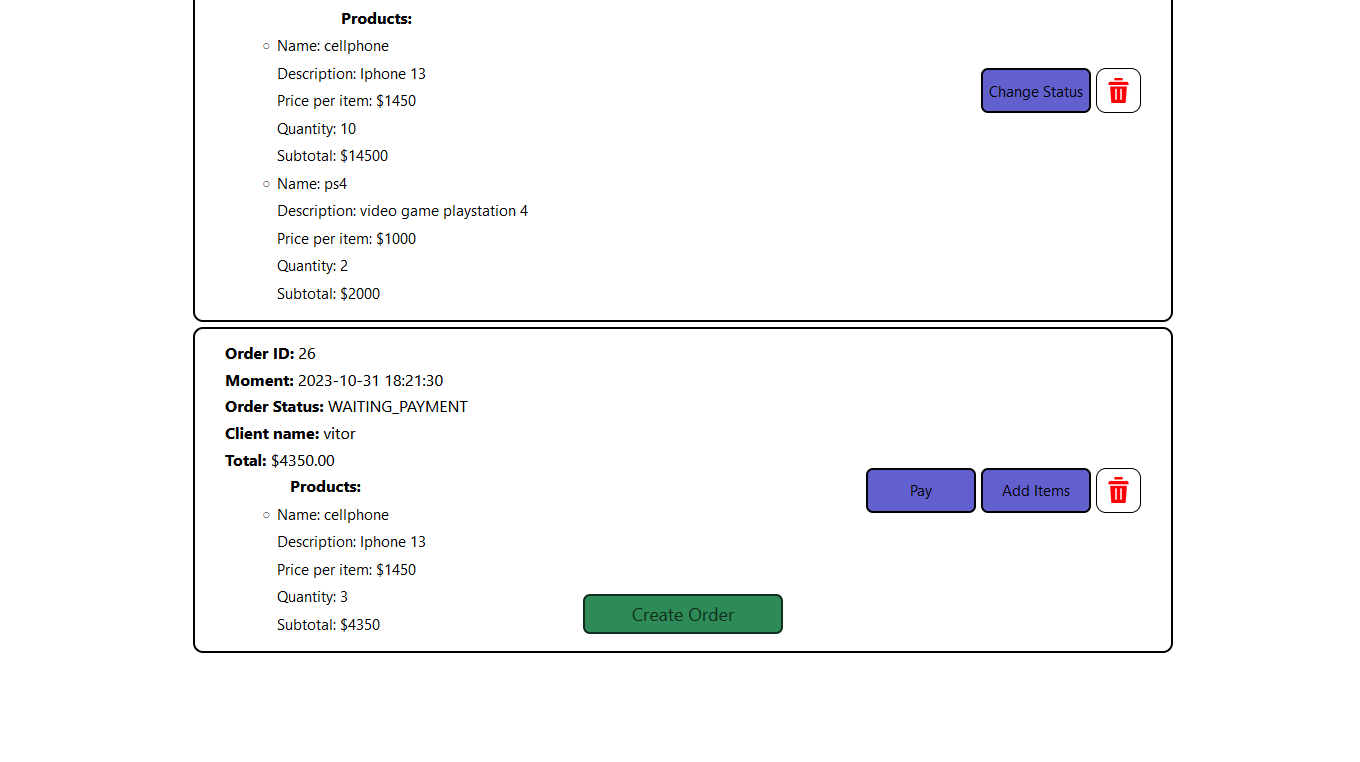 Products:
Name: cellphone
Description: Iphone 13
Price per item: $1450
Quantity: 10
Subtotal: $14500
Name: ps4
Description: video game playstation 4
Price per item: $1000
Quantity: 2
Subtotal: $2000
Change Status
Order ID: 26
Moment: 2023-10-31 18:21:30
Order Status: WAITING_PAYMENT
Client name: vitor
Total: $4350.00
Products:
Name: cellphone
Description: Iphone 13
Price per item: $1450
Quantity: 3
Subtotal: $4350
Pay
Add Items
Create Order